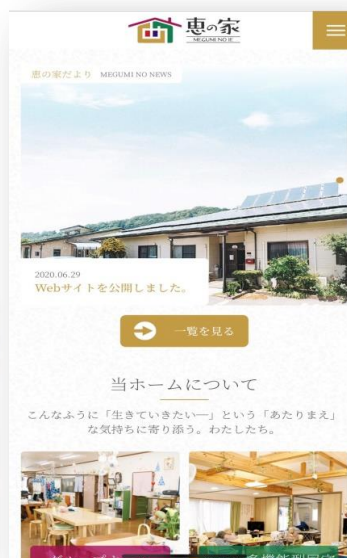 恵の家
MEGUMI NO IE
恵の家だより MEGUMI NO NEWS
2020.06.29
Webサイトを公開しました。
一覧を見る
当ホームについて
こんなふうに「生きていきたい―」という「あたりまえ」
な気持ちに寄り添う。わたしたち。